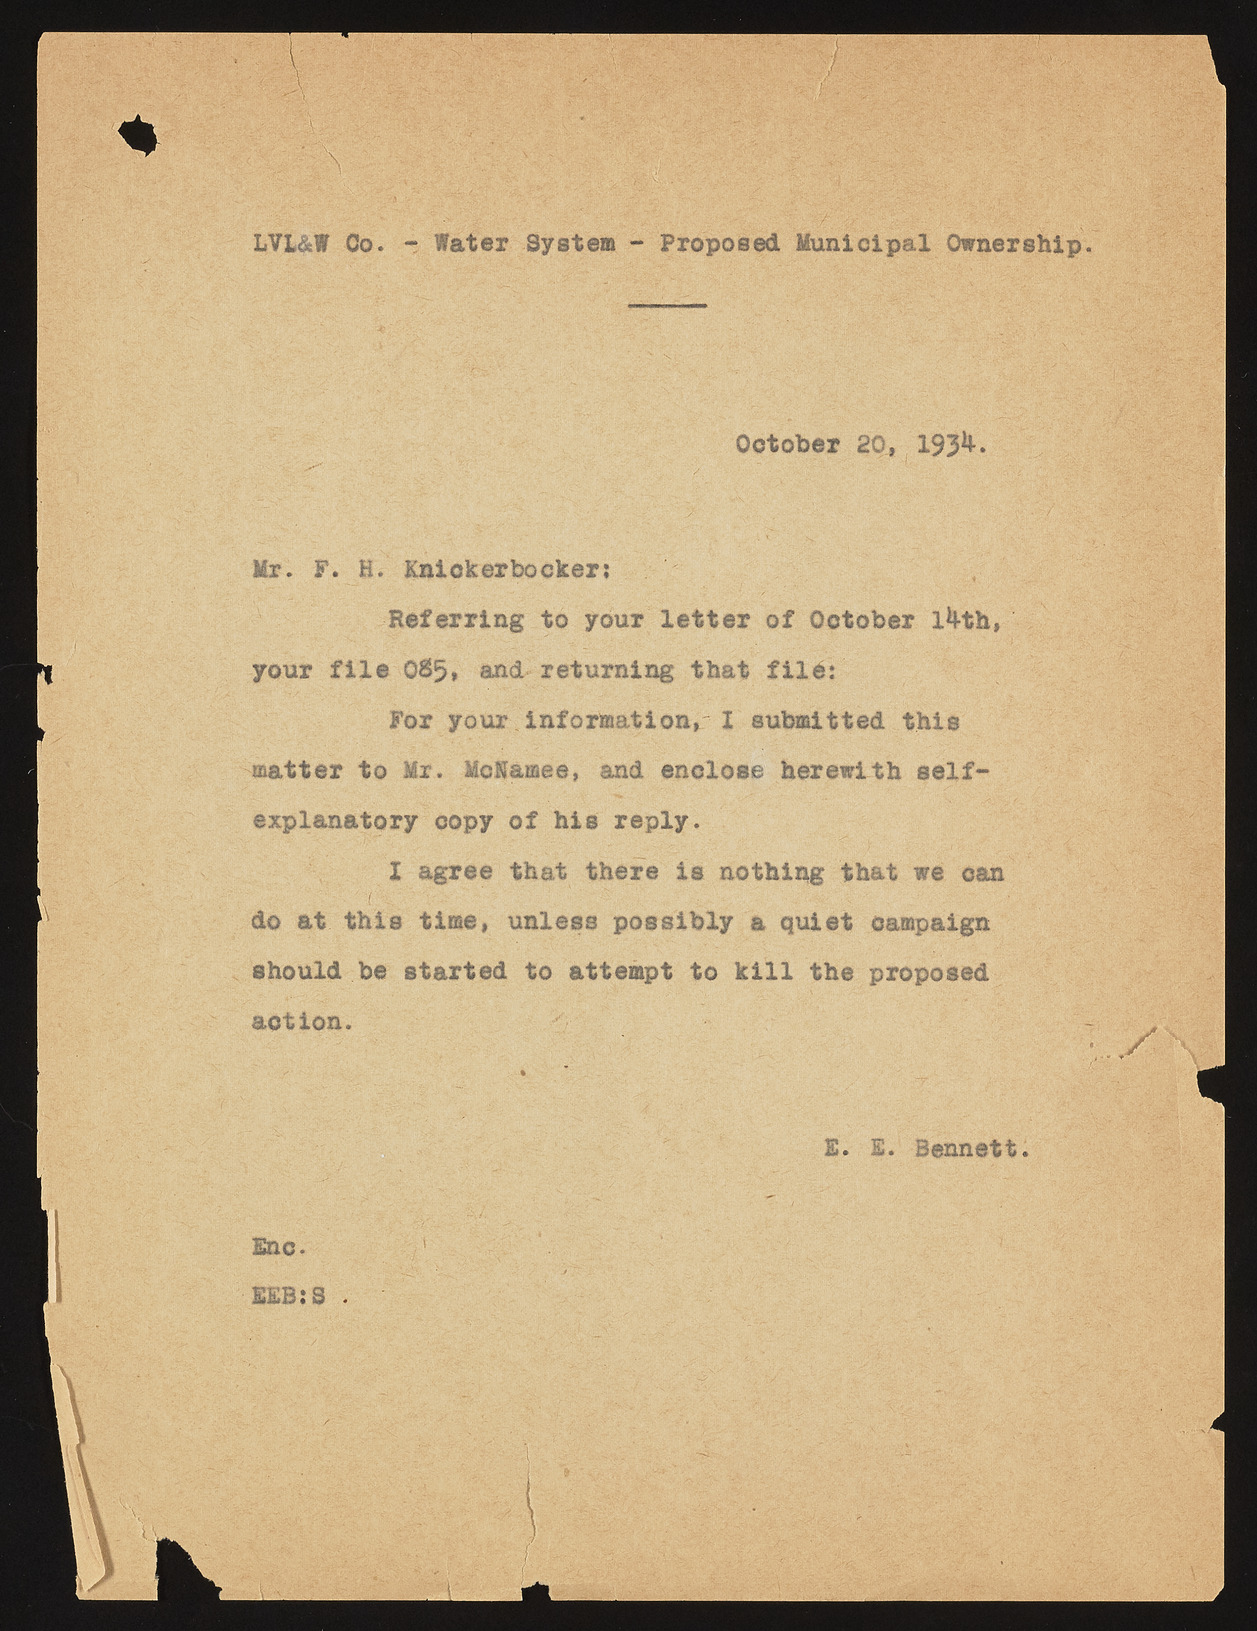 LVL&W Co. - Water System - Proposed Municipal Ownership.
October 20, 1934.
Mr. F. H. Knickerbocker:
Referring to your letter of October 14th,
your file 085, and returning that file:
For your information, I submitted this
matter to Mr. McNamee, and enclose herewith self-
explanatory copy of his reply.
I agree that there is nothing that we can
do at this time, unless possibly a quiet campaign
should be started to attempt to kill the proposed
action.
E. E. Bennett.
Enc.
EEB:S .